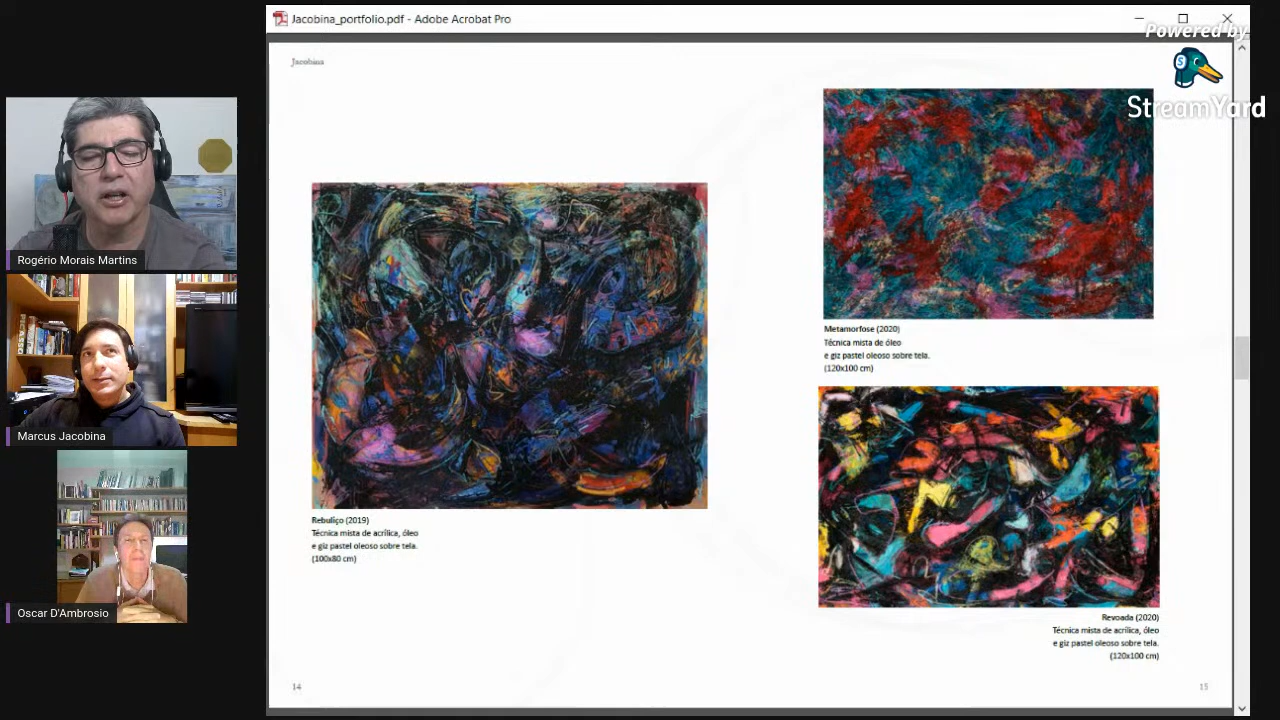 Jacobina_portfolio.pdf - Adobe Acrobat Pro
Powered by
StreamYard
Jacobina
Rogério Morais Martins
Marcus Jacobina
Oscar D'Ambrosio
Rebuliço (2019)
Técnica mista de acrílica, óleo
e giz pastel oleoso sobre tela.
(100x80 cm)
Metamorfose (2020)
Técnica mista de óleo
e giz pastel oleoso sobre tela.
(120x100 cm)
Revoada (2020)
Técnica mista de acrílica, óleo
e giz pastel oleoso sobre tela.
(120x100 cm)
14
15